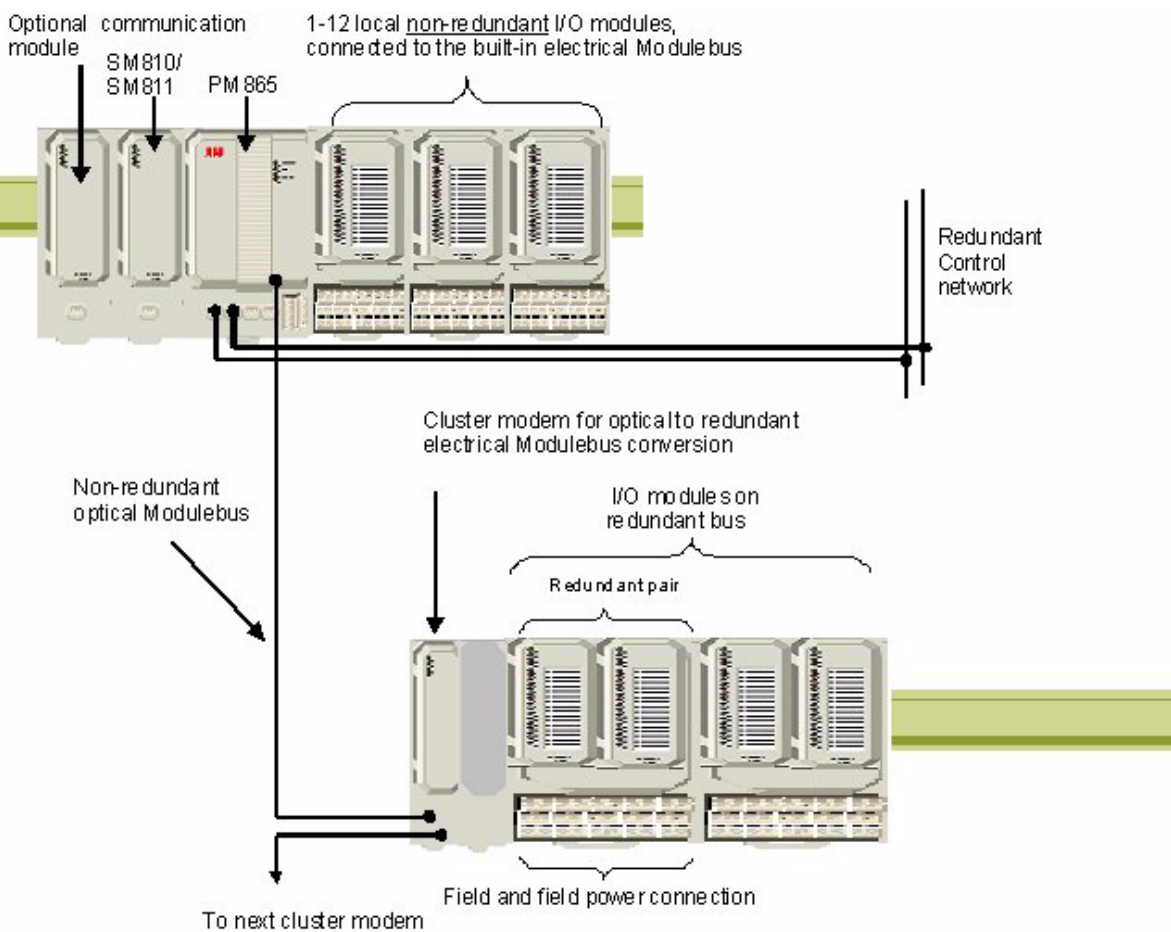 Optional communication
module
SM810/
SM811
PM865
1-12 local non-redundant I/O modules,
connected to the built-in electrical Modulebus
ABB
Redundant
Control
network
Cluster modem for optical to redundant
electrical Modulebus conversion
Non-redundant
optical Modulebus
I/O modules on
redundant bus
Redundant pair
Field and field power connection
To next cluster modem